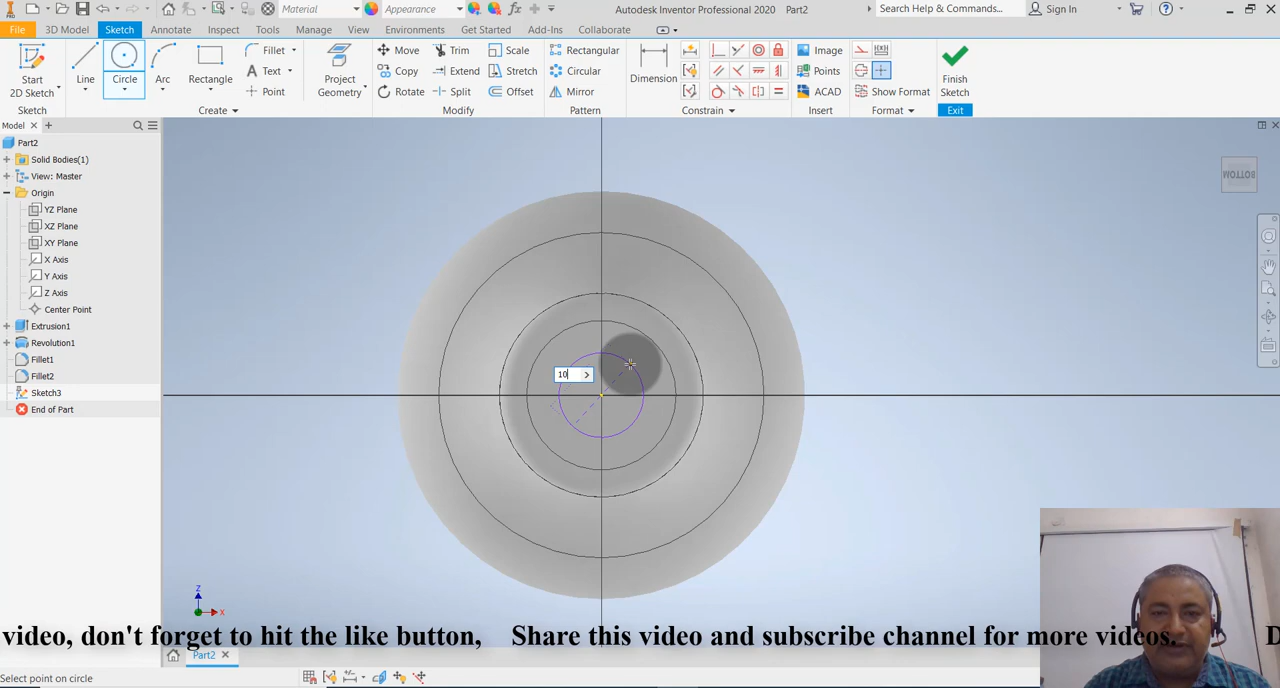 Material
Appearance
Autodesk Inventor Professional 2020
Part2
Search Help & Commands...
Sign In
File
3D Model
Sketch
Annotate
Inspect
Tools
Manage
View
Environments
Get Started
Add-Ins
Collaborate
Start
2D Sketch
Line
Circle
Arc
Rectangle
Fillet
Text
Point
Project
Geometry
Move
Copy
Rotate
Trim
Extend
Split
Scale
Stretch
Offset
Rectangular
Circular
Mirror
Dimension
Image
Points
ACAD
Show Format
Finish
Sketch
Sketch
Create
Modify
Pattern
Constrain
Insert
Format
Exit
Model
Part2
Solid Bodies(1)
View: Master
Origin
YZ Plane
XZ Plane
XY Plane
X Axis
Y Axis
Z Axis
Center Point
Extrusion1
Revolution1
Fillet1
Fillet2
Sketch3
End of Part
BOTTOM
10
Z
X
video, don't forget to hit the like button, Share this video and subscribe channel for more videos. D
Part2
Select point on circle